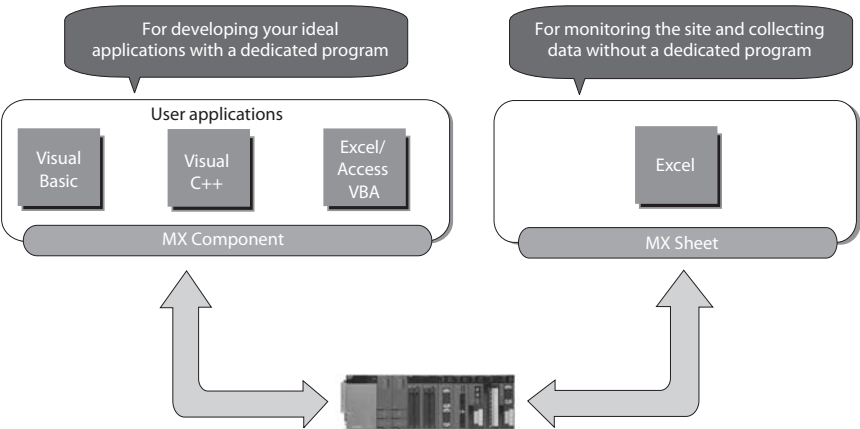 For developing your ideal
applications with a dedicated program
For monitoring the site and collecting
data without a dedicated program
User applications
Visual
Basic
Visual
C++
Excel/
Access
VBA
MX Component
Excel
MX Sheet